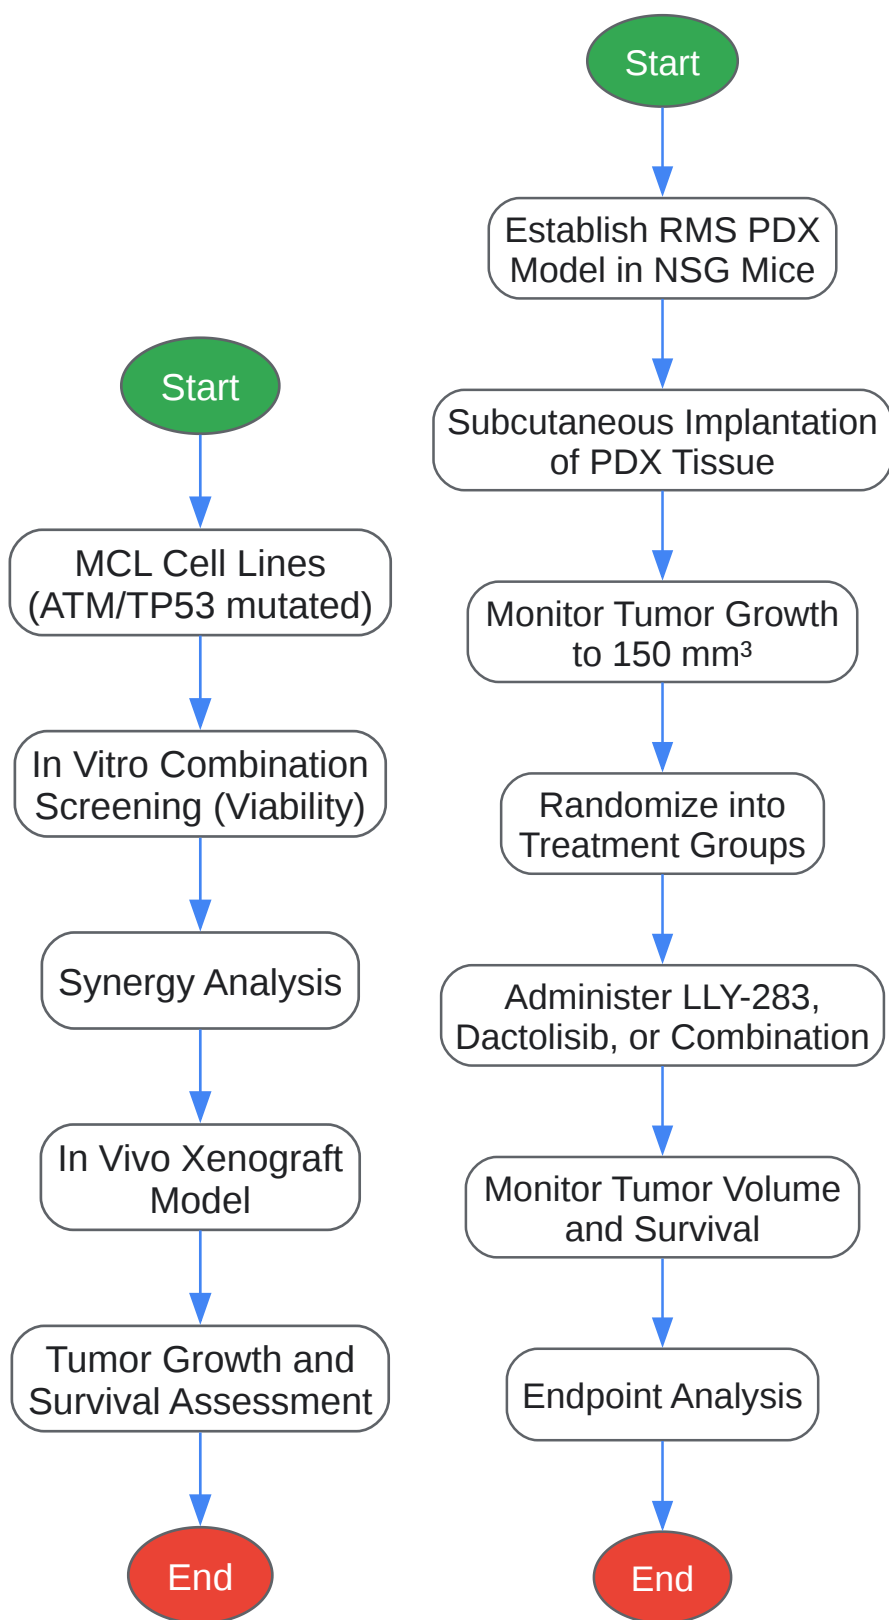 Start
MCL Cell Lines
(ATM/TP53 mutated)
In Vitro Combination
Screening (Viability)
Synergy Analysis
In Vivo Xenograft
Model
Tumor Growth and
Survival Assessment
End
Start
Establish RMS PDX
Model in NSG Mice
Subcutaneous Implantation
of PDX Tissue
Monitor Tumor Growth
to 150 mm³
Randomize into
Treatment Groups
Administer LLY-283,
Dactolisib, or Combination
Monitor Tumor Volume
and Survival
Endpoint Analysis
End